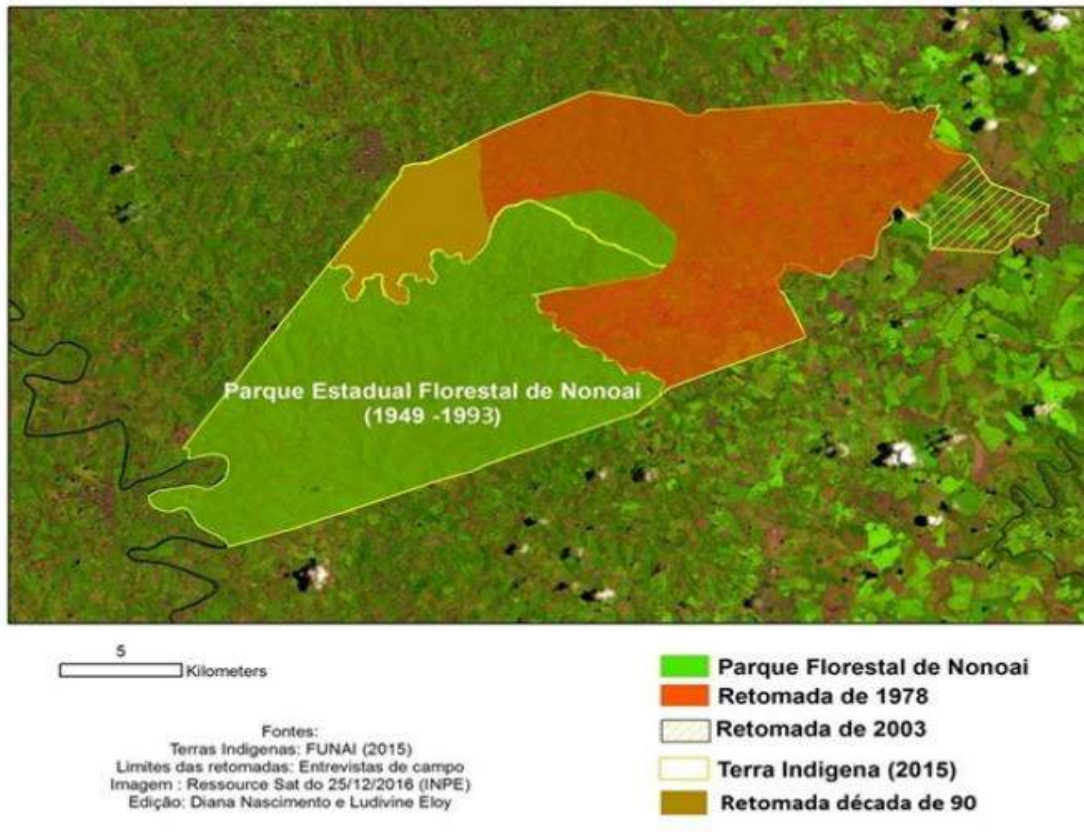 Parque Estadual Florestal de Nonoai
(1949 -1993)
5
Kilometers
Fontes:
Terras Indigenas: FUNAI (2015)
Limites das retomadas: Entrevistas de campo
Imagem : Ressource Sat do 25/12/2016 (INPE)
Edição: Diana Nascimento e Ludivine Eloy
Parque Florestal de Nonoai
Retomada de 1978
Retomada de 2003
Terra Indigena (2015)
Retomada década de 90